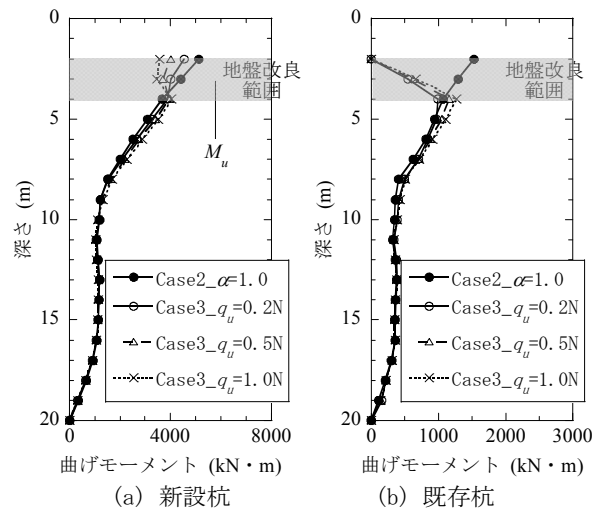 0
5
10
15
20
深さ (m)
地盤改良
範囲
M_u
Case2_α=1.0
Case3_q_u=0.2N
Case3_q_u=0.5N
Case3_q_u=1.0N
0 4000 8000
曲げモーメント (kN・m)
(a) 新設杭
0
5
10
15
20
深さ (m)
地盤改良
範囲
Case2_α=1.0
Case3_q_u=0.2N
Case3_q_u=0.5N
Case3_q_u=1.0N
0 1000 2000 3000
曲げモーメント (kN・m)
(b) 既存杭